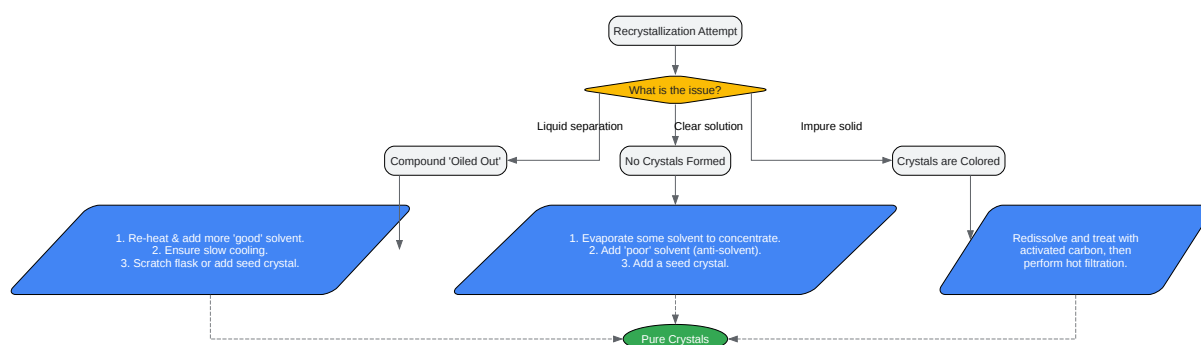 Recrystallization Attempt
What is the issue?
Liquid separation
Clear solution
Impure solid
Compound 'Oiled Out'
No Crystals Formed
Crystals are Colored
1. Re-heat & add more 'good' solvent.
2. Ensure slow cooling.
3. Scratch flask or add seed crystal.
1. Evaporate some solvent to concentrate.
2. Add 'poor' solvent (anti-solvent).
3. Add a seed crystal.
Redissolve and treat with
activated carbon, then
perform hot filtration.
Pure Crystals